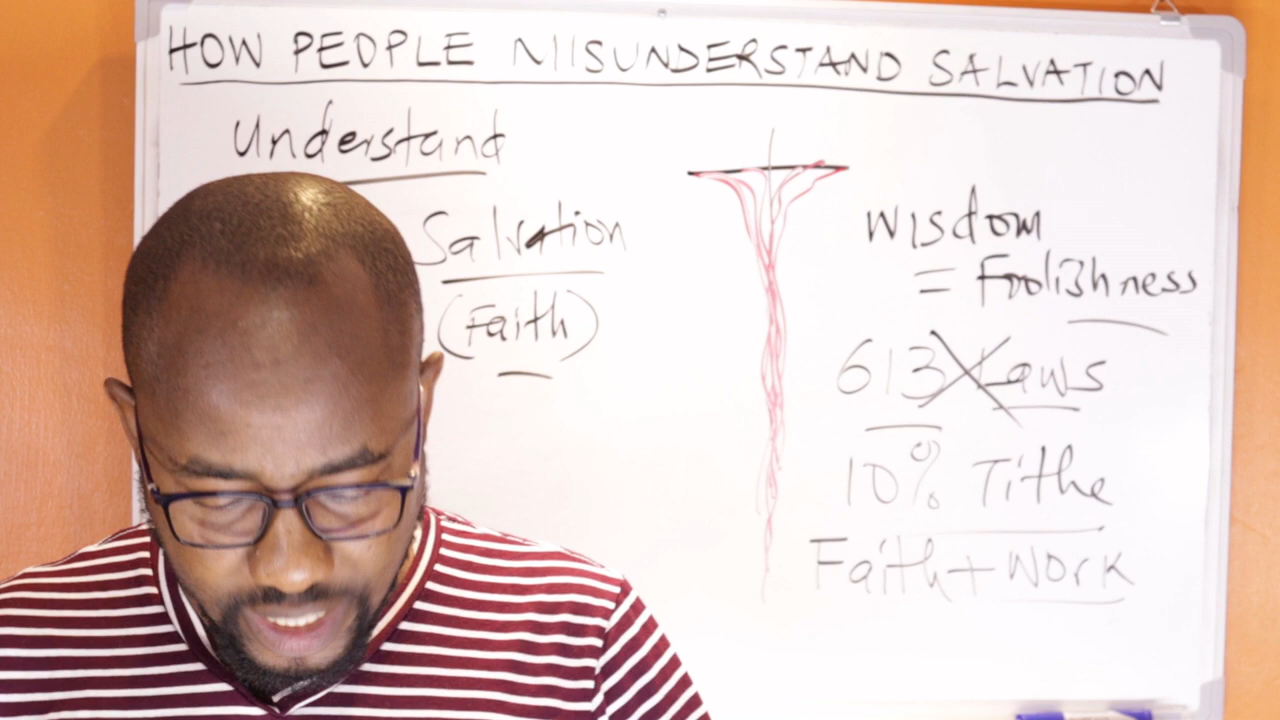 HOW PEOPLE MISUNDERSTAND SALVATION
Understand
Salvation
(Faith)
Wisdom
= Foolishness
613 Laws
10% Tithe
Faith + Work